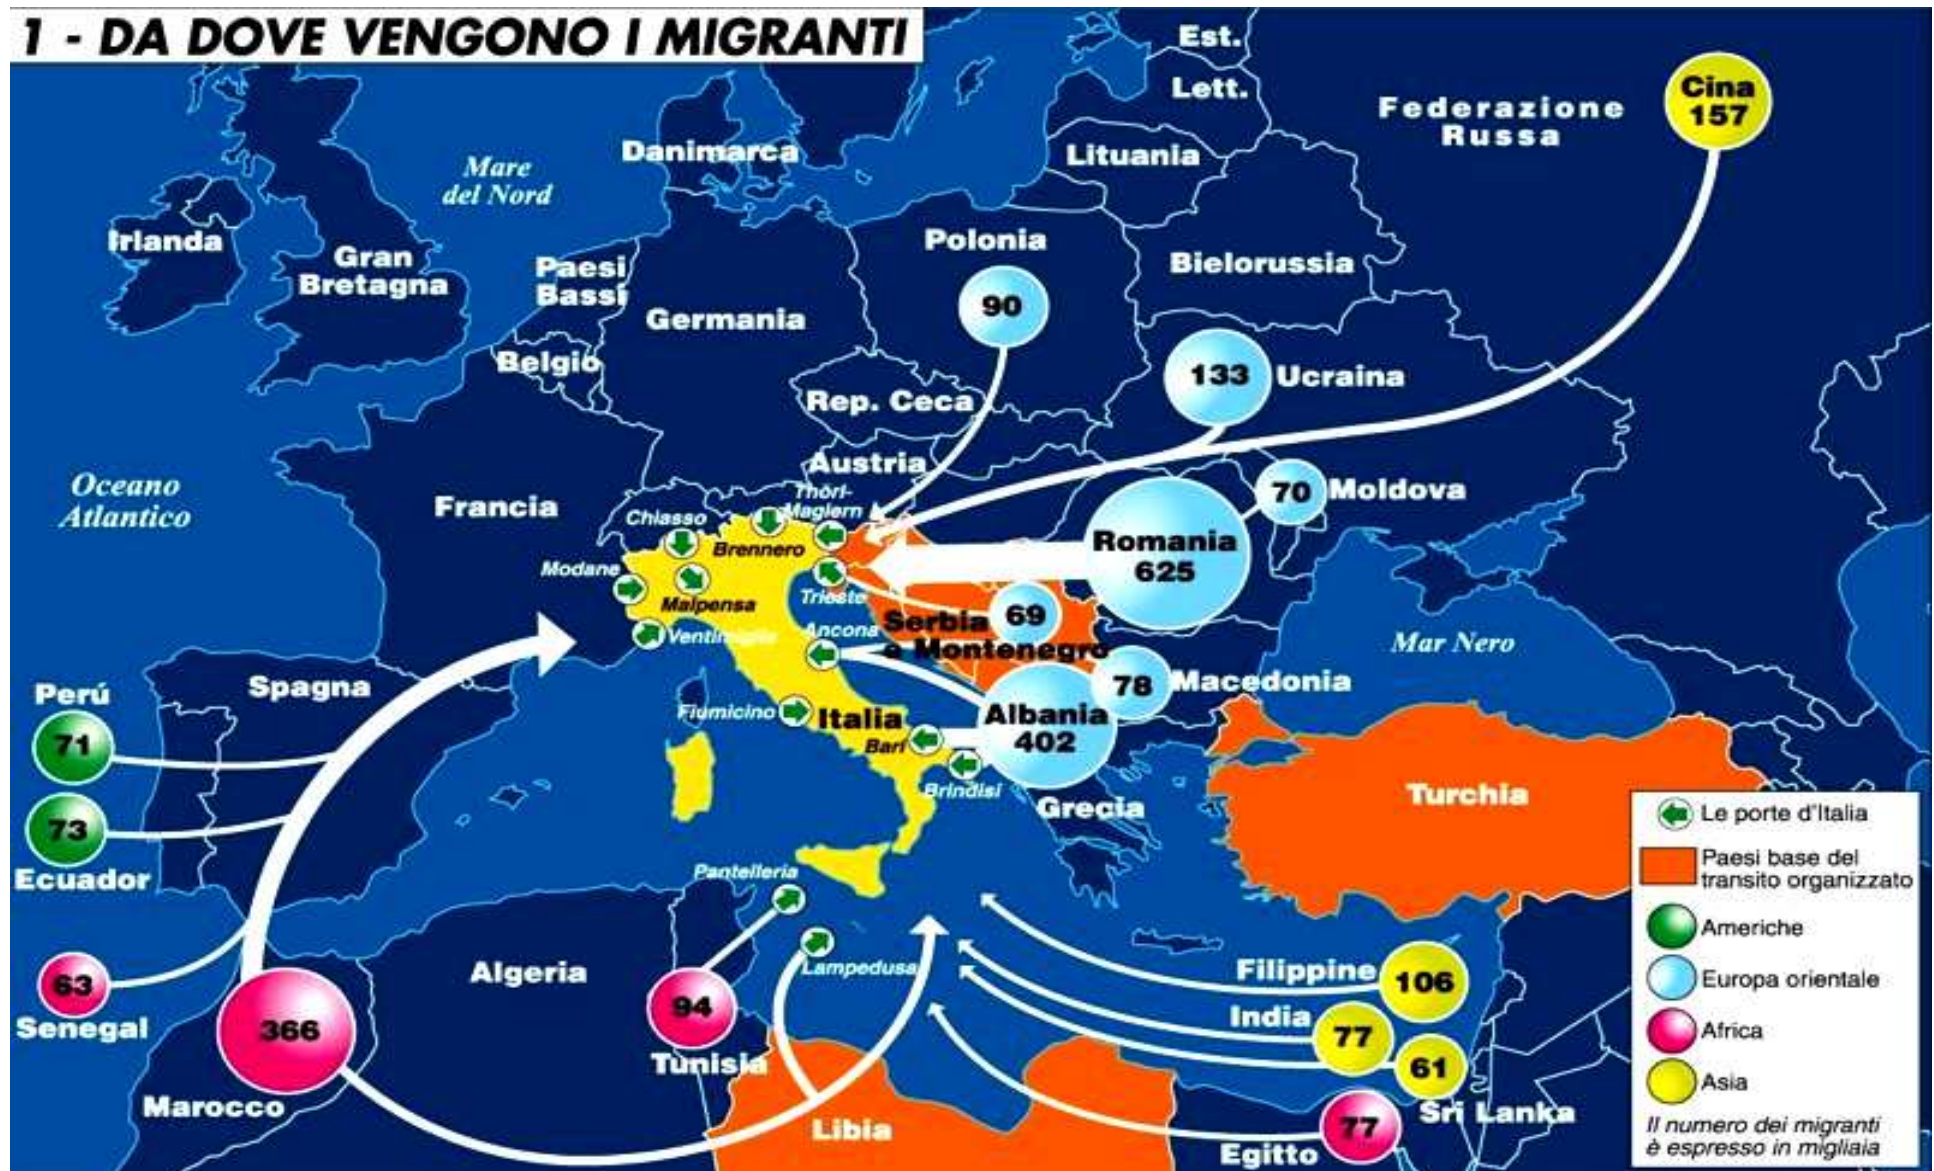 1 - DA DOVE VENGONO I MIGRANTI
Est.
Lett.
Lituania
Federazione
Russa
Cina
157
Danimarca
Mare
del Nord
Irlanda
Gran
Bretagna
Paesi
Bassi
Polonia
90
Bielorussia
Germania
Belgio
133
Ucraina
Rep. Ceca
Austria
Oceano
Atlantico
Francia
Chiasso
Thörl-
Maglern
70
Moldova
Brennero
Romania
625
Modane
Malpensa
Trieste
Ventimiglia
Ancona
Serbia
69
e Montenegro
Mar Nero
Perú
71
Spagna
Fiumicino
Italia
Bari
Albania
402
78
Macedonia
73
Ecuador
Brindisi
Grecia
Turchia
Pantelleria
Lampedusa
63
Senegal
Algeria
366
Marocco
94
Tunisia
Libia
Filippine
106
India
77
61
Sri Lanka
77
Egitto
Le porte d'Italia
Paesi base del
transito organizzato
Americhe
Europa orientale
Africa
Asia
Il numero dei migranti
è espresso in migliaia